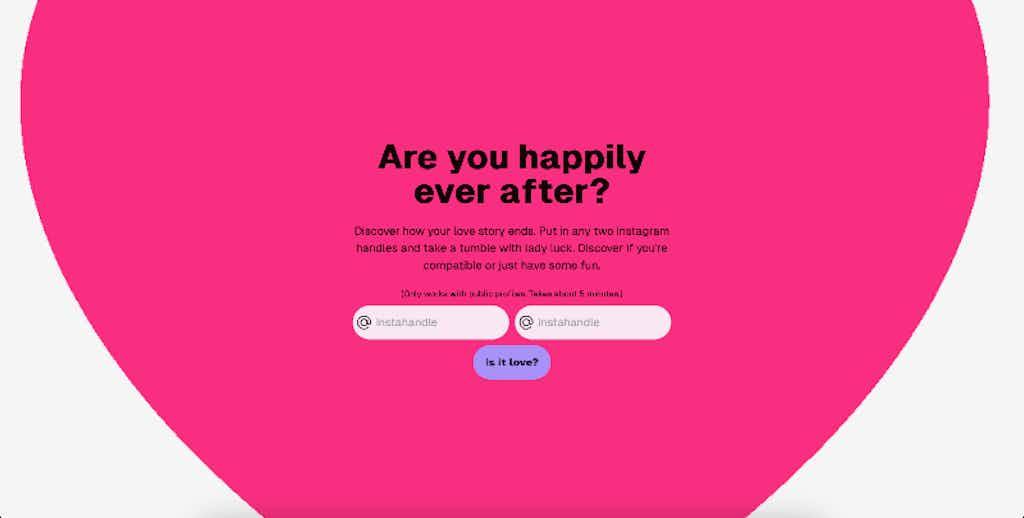 Are you happily
ever after?
Discover how your love story ends. Put in any two Instagram
handles and take a tumble with lady luck. Discover if you're
compatible or just have some fun.
(Only works with public profiles. Takes about 5 minutes)
@ Instahandle @ Instahandle
Is it love?